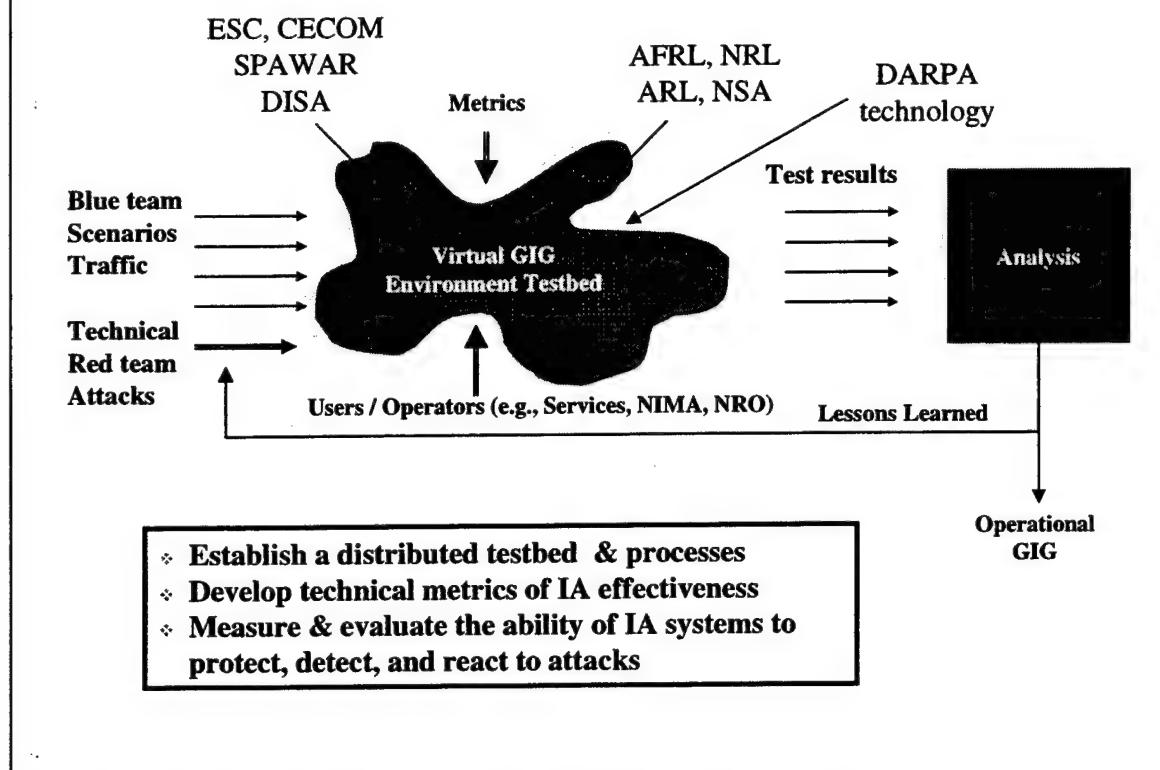 ESC, CECOM
SPAWAR
DISA
Metrics
AFRL, NRL
ARL, NSA
DARPA
technology
Blue team
Scenarios
Traffic
Technical
Red team
Attacks
Virtual GIG
Environment Testbed
Test results
Analysis
Users / Operators (e.g., Services, NIMA, NRO)
Lessons Learned
Operational
GIG
❖ Establish a distributed testbed & processes
❖ Develop technical metrics of IA effectiveness
❖ Measure & evaluate the ability of IA systems to
protect, detect, and react to attacks